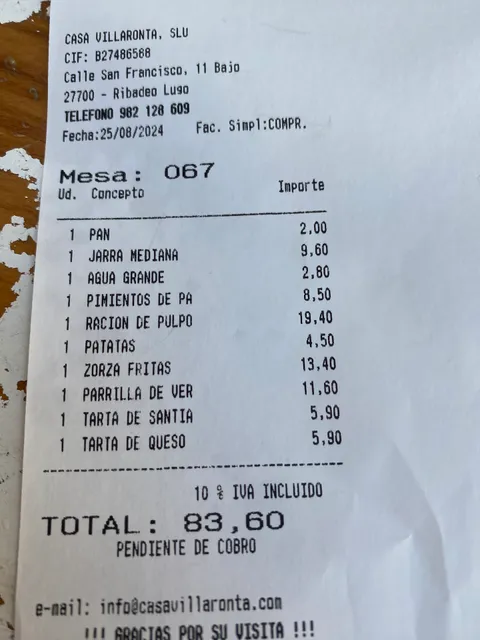 CASA VILLARONTA, SLU
CIF: B27486568
Calle San Francisco, 11 Bajo
27700 - Ribadeo Lugo
TELEFONO 982 128 609
Fecha:25/08/2024 Fac. Simpl:COMPR.
Mesa: 067
Ud. Concepto Importe
1 PAN 2,00
1 JARRA MEDIANA 9,60
1 AGUA GRANDE 2,80
1 PIMIENTOS DE PA 8,50
1 RACION DE PULPO 19,40
1 PATATAS 4,50
1 ZORZA FRITAS 13,40
1 PARRILLA DE VER 11,60
1 TARTA DE SANTIA 5,90
1 TARTA DE QUESO 5,90
10 % IVA INCLUIDO
TOTAL: 83,60
PENDIENTE DE COBRO
e-mail: info@casavillaronta.com
!!! GRACIAS POR SU VISITA !!!